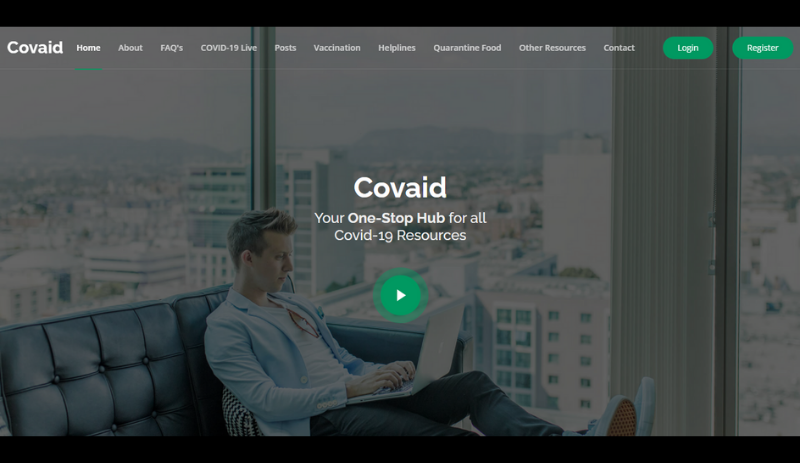 Covaid Home About FAQ's COVID-19 Live Posts Vaccination Helplines Quarantine Food Other Resources Contact Login Register
Covaid
Your One-Stop Hub for all
Covid-19 Resources